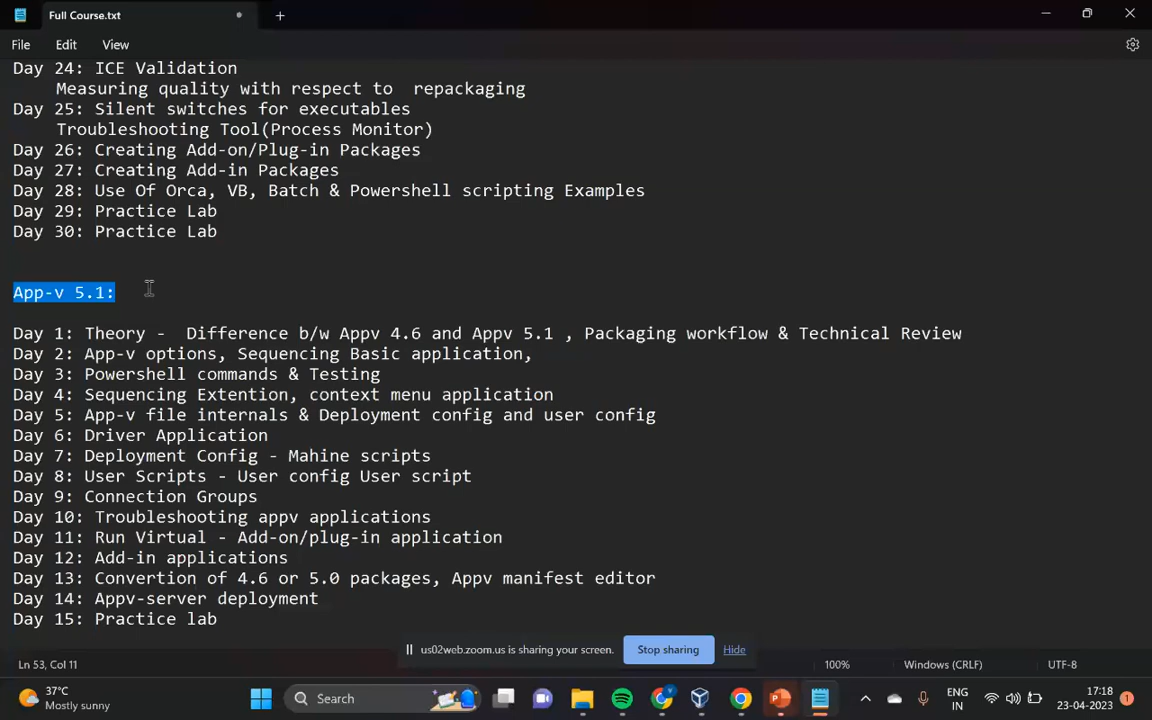 Full Course.txt
File Edit View
Day 24: ICE Validation
Measuring quality with respect to repackaging
Day 25: Silent switches for executables
Troubleshooting Tool(Process Monitor)
Day 26: Creating Add-on/Plug-in Packages
Day 27: Creating Add-in Packages
Day 28: Use Of Orca, VB, Batch & Powershell scripting Examples
Day 29: Practice Lab
Day 30: Practice Lab
App-v 5.1:
Day 1: Theory - Difference b/w Appv 4.6 and Appv 5.1 , Packaging workflow & Technical Review
Day 2: App-v options, Sequencing Basic application,
Day 3: Powershell commands & Testing
Day 4: Sequencing Extention, context menu application
Day 5: App-v file internals & Deployment config and user config
Day 6: Driver Application
Day 7: Deployment Config - Mahine scripts
Day 8: User Scripts - User config User script
Day 9: Connection Groups
Day 10: Troubleshooting appv applications
Day 11: Run Virtual - Add-on/plug-in application
Day 12: Add-in applications
Day 13: Convertion of 4.6 or 5.0 packages, Appv manifest editor
Day 14: Appv-server deployment
Day 15: Practice lab
us02web.zoom.us is sharing your screen. Stop sharing Hide
Ln 53, Col 11 100% Windows (CRLF) UTF-8
37°C
Mostly sunny
Search
ENG
IN
17:18
23-04-2023
1